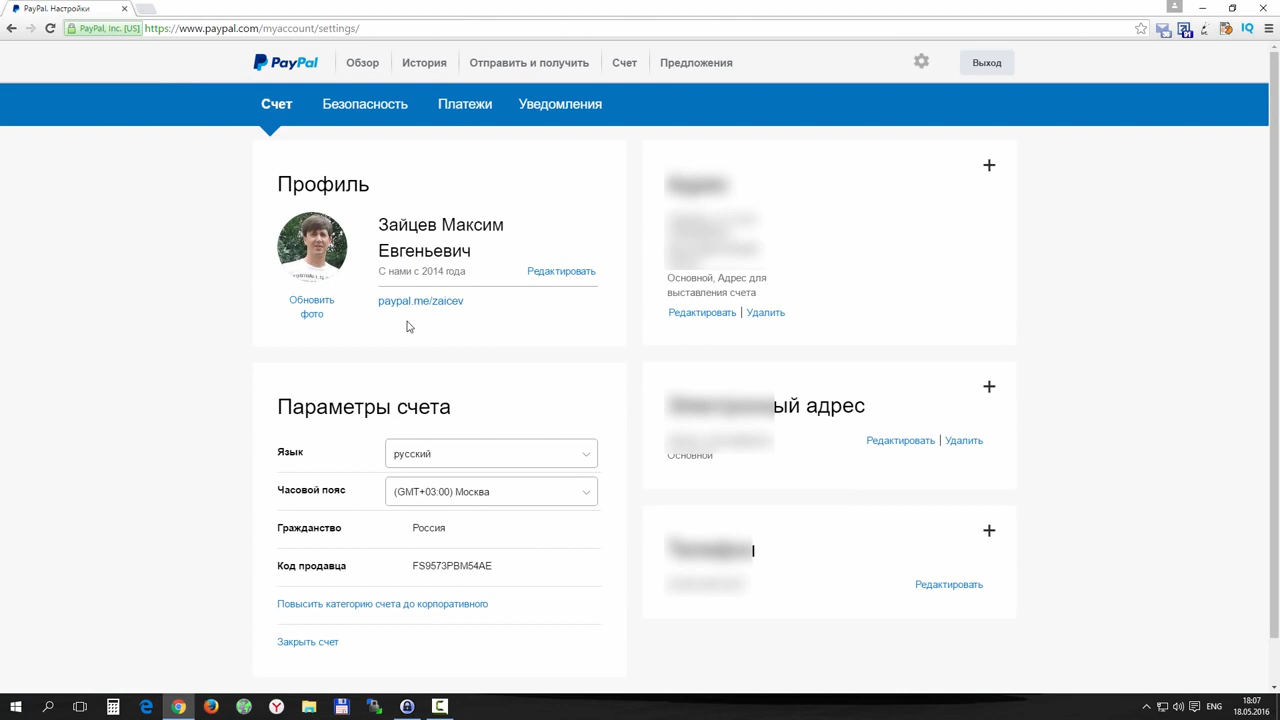 PayPal. Настройки
PayPal, Inc. [US]
https://www.paypal.com/myaccount/settings/
91
IQ
PayPal
Обзор
История
Отправить и получить
Счет
Предложения
Выход
Счет
Безопасность
Платежи
Уведомления
Профиль
Зайцев Максим
Евгеньевич
С нами с 2014 года
Редактировать
paypal.me/zaicev
Обновить
фото
Основной, Адрес для
выставления счета
Редактировать | Удалить
Параметры счета
Язык
русский
Часовой пояс
(GMT+03:00) Москва
Гражданство
Россия
Код продавца
FS9573PBM54AE
Повысить категорию счета до корпоративного
Закрыть счет
ый адрес
Редактировать | Удалить
Основной
Редактировать
ENG
18:07
18.05.2016